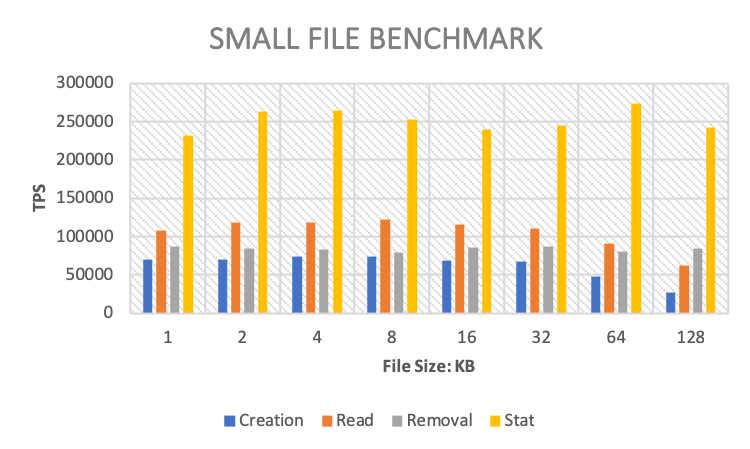 SMALL FILE BENCHMARK
300000
250000
200000
150000
100000
50000
0
TPS
1 2 4 8 16 32 64 128
File Size: KB
Creation Read Removal Stat